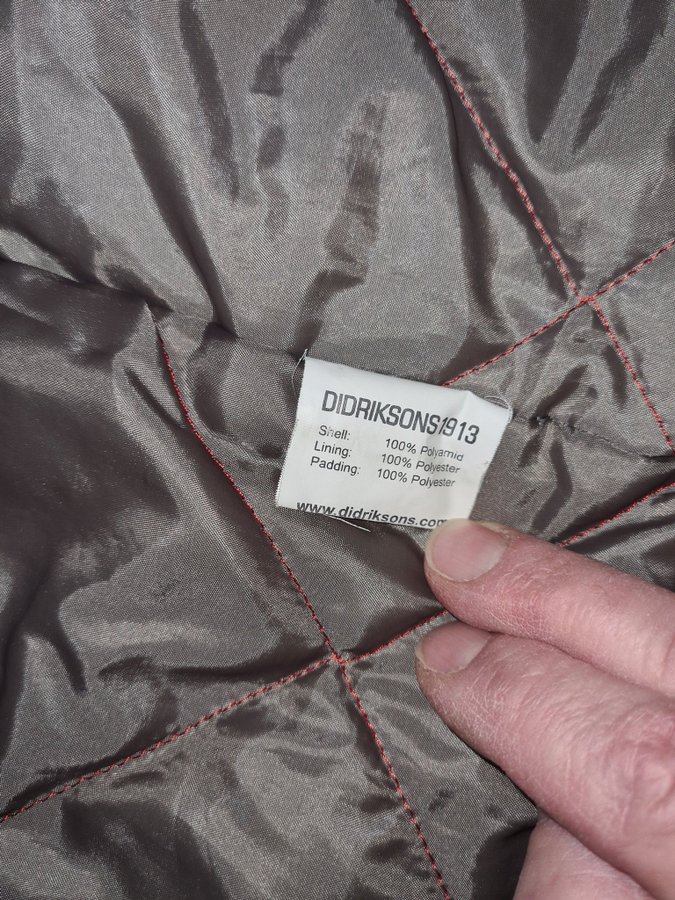 DIDRIKSONS1913
Shell: 100% Polyamid
Lining: 100% Polyester
Padding: 100% Polyester
www.didriksons.com